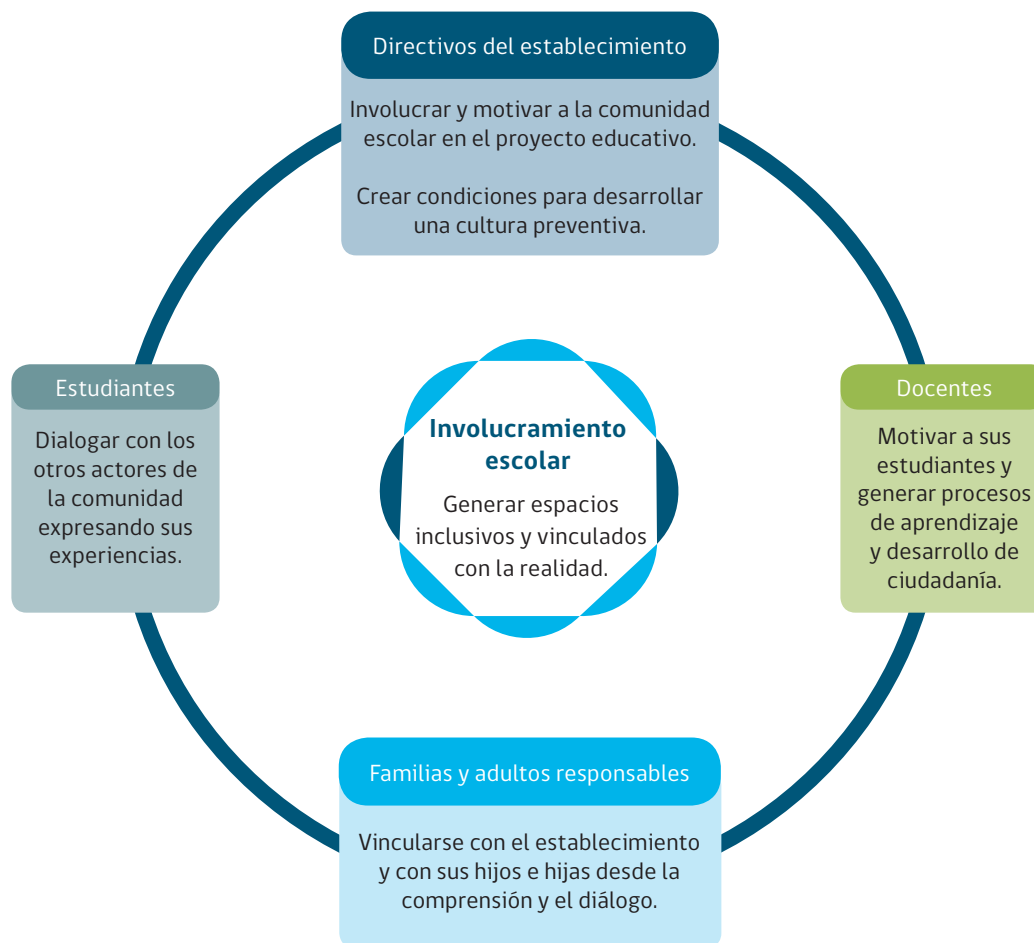 Directivos del establecimiento
Involucrar y motivar a la comunidad
escolar en el proyecto educativo.
Crear condiciones para desarrollar
una cultura preventiva.
Estudiantes
Dialogar con los
otros actores de
la comunidad
expresando sus
experiencias.
Involucramiento
escolar
Generar espacios
inclusivos y vinculados
con la realidad.
Docentes
Motivar a sus
estudiantes y
generar procesos
de aprendizaje
y desarrollo de
ciudadanía.
Familias y adultos responsables
Vincularse con el establecimiento
y con sus hijos e hijas desde la
comprensión y el diálogo.